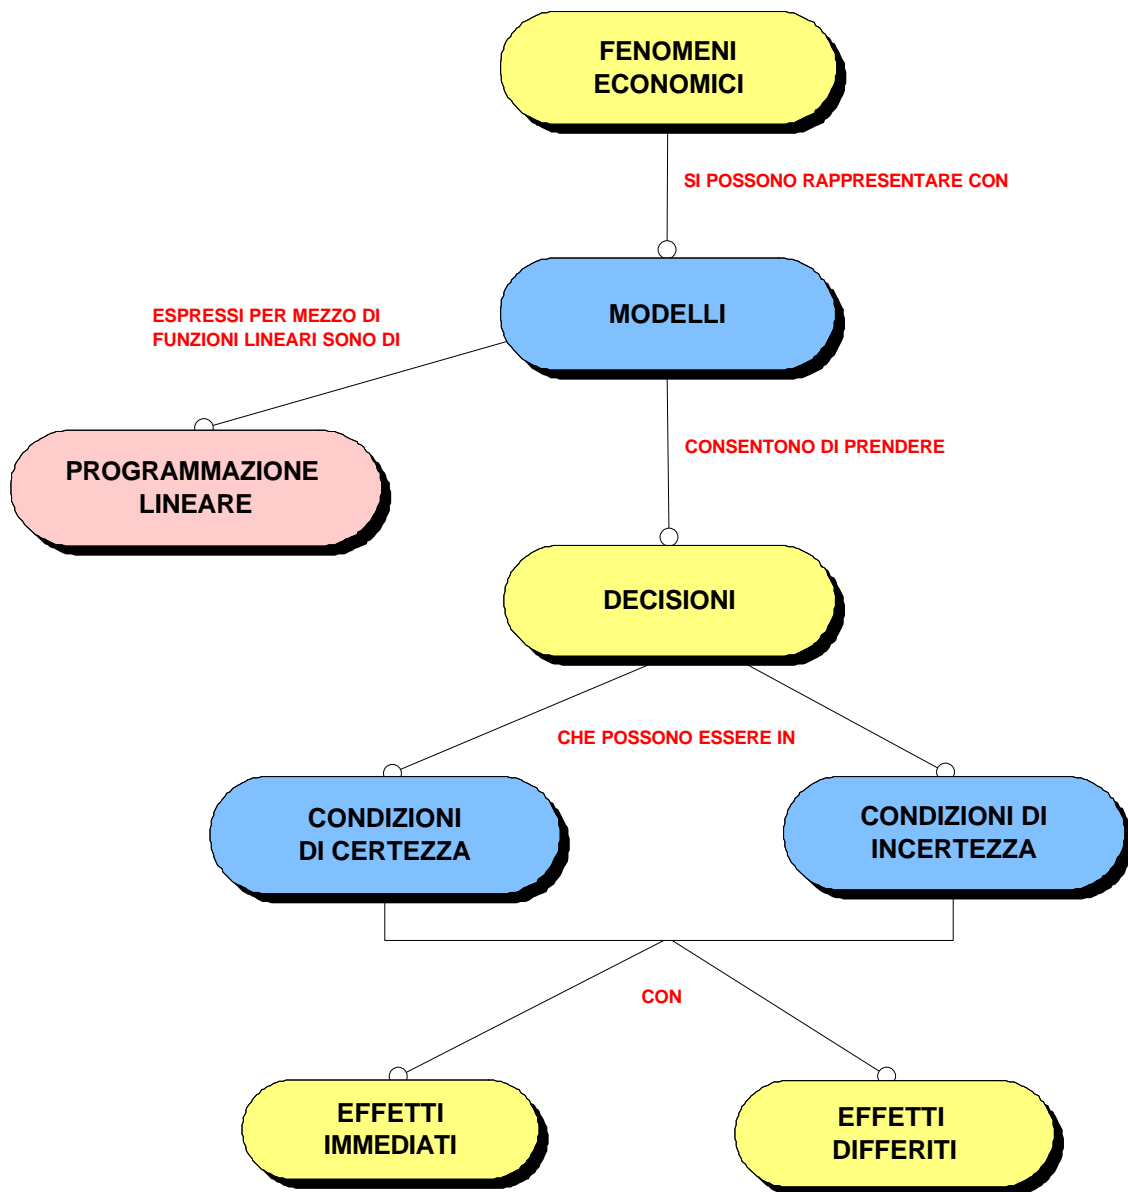 FENOMENI
ECONOMICI
SI POSSONO RAPPRESENTARE CON
MODELLI
ESPRESSI PER MEZZO DI
FUNZIONI LINEARI SONO DI
PROGRAMMAZIONE
LINEARE
CONSENTONO DI PRENDERE
DECISIONI
CHE POSSONO ESSERE IN
CONDIZIONI
DI CERTEZZA
CONDIZIONI DI
INCERTEZZA
CON
EFFETTI
IMMEDIATI
EFFETTI
DIFFERITI